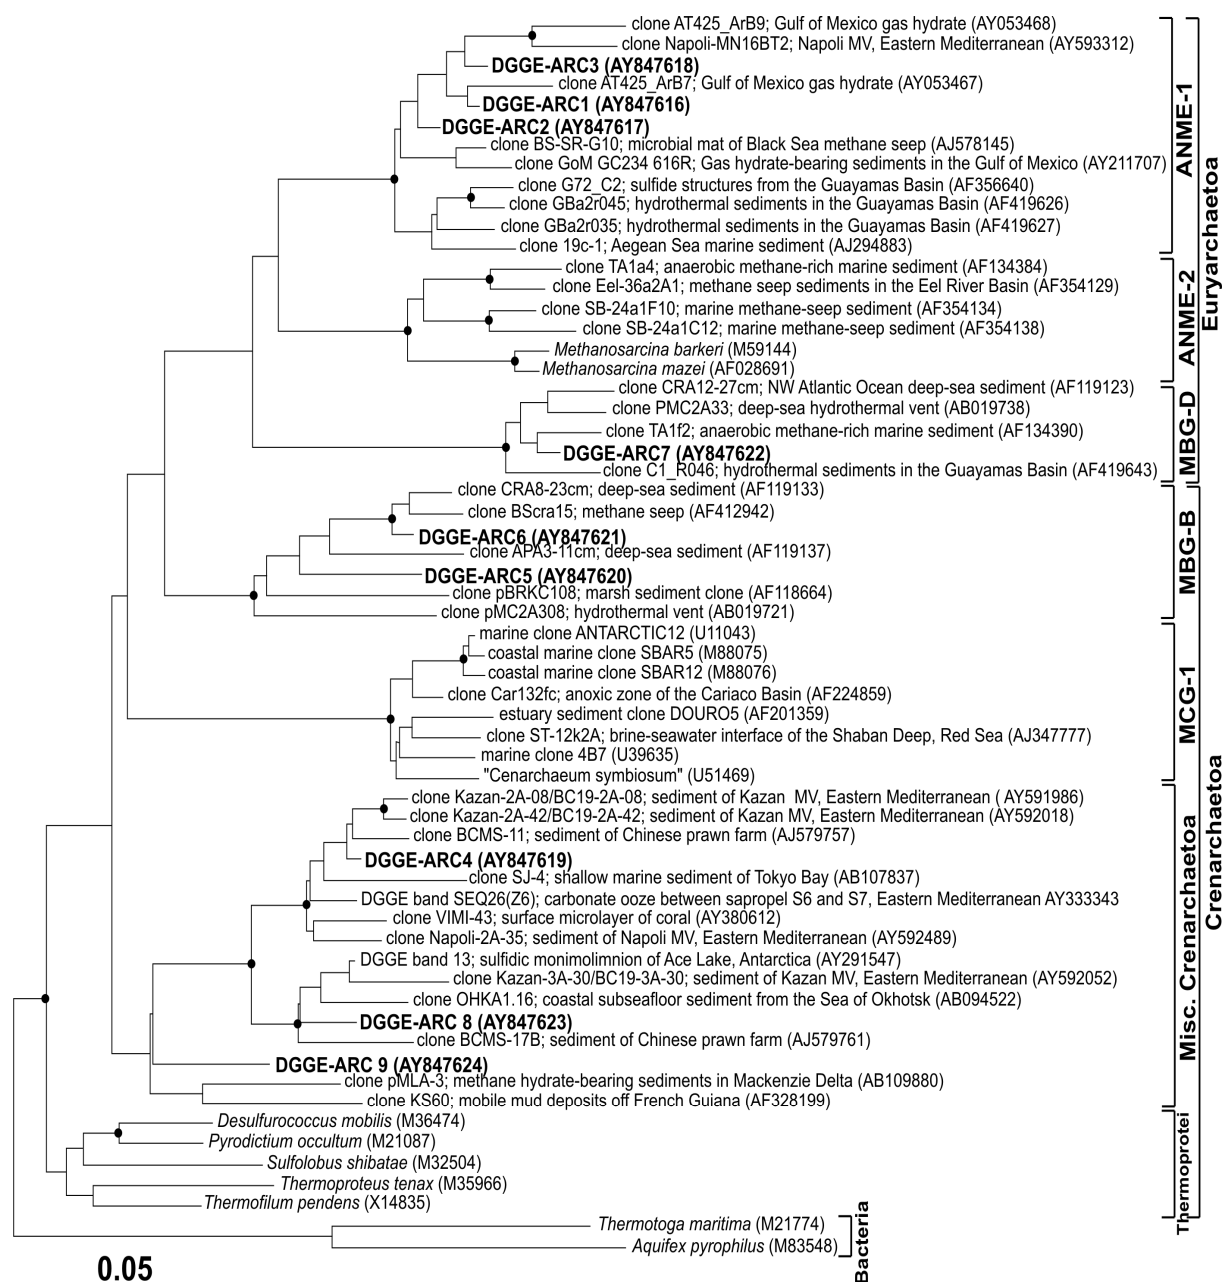 clone AT425_ArB9; Gulf of Mexico gas hydrate (AY053468)
clone Napoli-MN16BT2; Napoli MV, Eastern Mediterranean (AY593312)
DGGE-ARC3 (AY847618)
clone AT425_ArB7; Gulf of Mexico gas hydrate (AY053467)
DGGE-ARC1 (AY847616)
DGGE-ARC2 (AY847617)
clone BS-SR-G10; microbial mat of Black Sea methane seep (AJ578145)
clone GoM GC234 616R; Gas hydrate-bearing sediments in the Gulf of Mexico (AY211707)
clone G72_C2; sulfide structures from the Guayamas Basin (AF356640)
clone GBa2r045; hydrothermal sediments in the Guayamas Basin (AF419626)
clone GBa2r035; hydrothermal sediments in the Guayamas Basin (AF419627)
clone 19c-1; Aegean Sea marine sediment (AJ294883)
ANME-1
clone TA1a4; anaerobic methane-rich marine sediment (AF134384)
clone Eel-36a2A1; methane seep sediments in the Eel River Basin (AF354129)
clone SB-24a1F10; marine methane-seep sediment (AF354134)
clone SB-24a1C12; marine methane-seep sediment (AF354138)
Methanosarcina barkeri (M59144)
Methanosarcina mazei (AF028691)
ANME-2
clone CRA12-27cm; NW Atlantic Ocean deep-sea sediment (AF119123)
clone PMC2A33; deep-sea hydrothermal vent (AB019738)
clone TA1f2; anaerobic methane-rich marine sediment (AF134390)
DGGE-ARC7 (AY847622)
clone C1_R046; hydrothermal sediments in the Guayamas Basin (AF419643)
MBG-D
Euryarchaetoa
clone CRA8-23cm; deep-sea sediment (AF119133)
clone BScra15; methane seep (AF412942)
DGGE-ARC6 (AY847621)
clone APA3-11cm; deep-sea sediment (AF119137)
DGGE-ARC5 (AY847620)
clone pBRKC108; marsh sediment clone (AF118664)
clone pMC2A308; hydrothermal vent (AB019721)
MBG-B
marine clone ANTARCTIC12 (U11043)
coastal marine clone SBAR5 (M88075)
coastal marine clone SBAR12 (M88076)
clone Car132fc; anoxic zone of the Cariaco Basin (AF224859)
estuary sediment clone DOURO5 (AF201359)
clone ST-12k2A; brine-seawater interface of the Shaban Deep, Red Sea (AJ347777)
marine clone 4B7 (U39635)
"Cenarchaeum symbiosum" (U51469)
MCG-1
clone Kazan-2A-08/BC19-2A-08; sediment of Kazan MV, Eastern Mediterranean ( AY591986)
clone Kazan-2A-42/BC19-2A-42; sediment of Kazan MV, Eastern Mediterranean (AY592018)
clone BCMS-11; sediment of Chinese prawn farm (AJ579757)
DGGE-ARC4 (AY847619)
clone SJ-4; shallow marine sediment of Tokyo Bay (AB107837)
DGGE band SEQ26(Z6); carbonate ooze between sapropel S6 and S7, Eastern Mediterranean AY333343
clone VIMI-43; surface microlayer of coral (AY380612)
clone Napoli-2A-35; sediment of Napoli MV, Eastern Mediterranean (AY592489)
DGGE band 13; sulfidic monimolimnion of Ace Lake, Antarctica (AY291547)
clone Kazan-3A-30/BC19-3A-30; sediment of Kazan MV, Eastern Mediterranean (AY592052)
clone OHKA1.16; coastal subseafloor sediment from the Sea of Okhotsk (AB094522)
DGGE-ARC 8 (AY847623)
clone BCMS-17B; sediment of Chinese prawn farm (AJ579761)
DGGE-ARC 9 (AY847624)
clone pMLA-3; methane hydrate-bearing sediments in Mackenzie Delta (AB109880)
clone KS60; mobile mud deposits off French Guiana (AF328199)
Misc. Crenarchaetoa
Desulfurococcus mobilis (M36474)
Pyrodictium occultum (M21087)
Sulfolobus shibatae (M32504)
Thermoproteus tenax (M35966)
Thermofilum pendens (X14835)
Thermoprotei
Crenarchaetoa
Thermotoga maritima (M21774)
Aquifex pyrophilus (M83548)
Bacteria
0.05